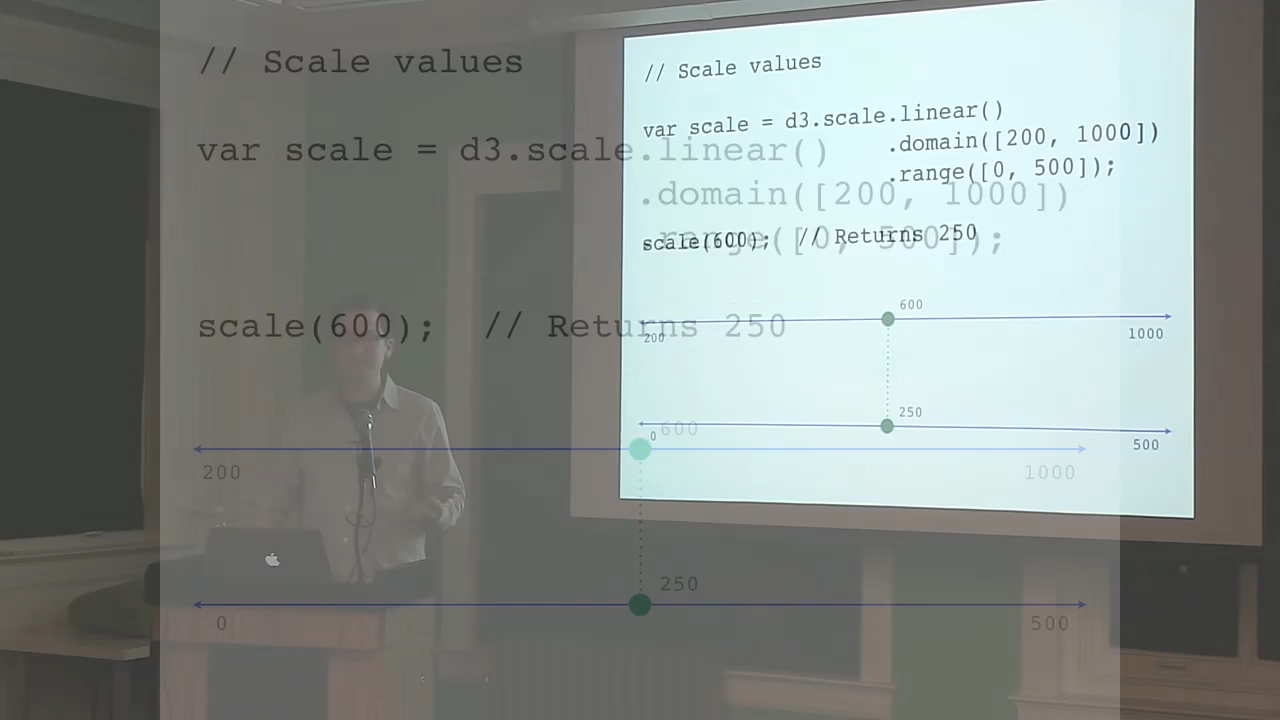 // Scale values
var scale = d3.scale.linear()
.domain([200, 1000])
.range([0, 500]);
scale(600); // Returns 250
600
200
1000
250
0
500
// Scale values
var scale = d3.scale.linear()
.domain([200, 1000])
.range([0, 500]);
scale(600); // Returns 250
600
200
1000
250
0
500